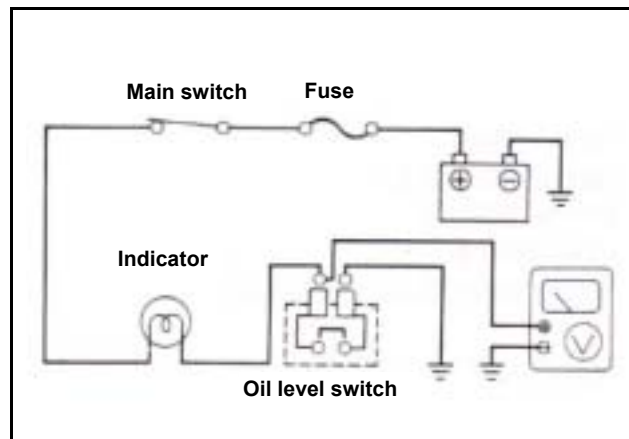 Main switch
Fuse
+
−
Indicator
V
Oil level switch